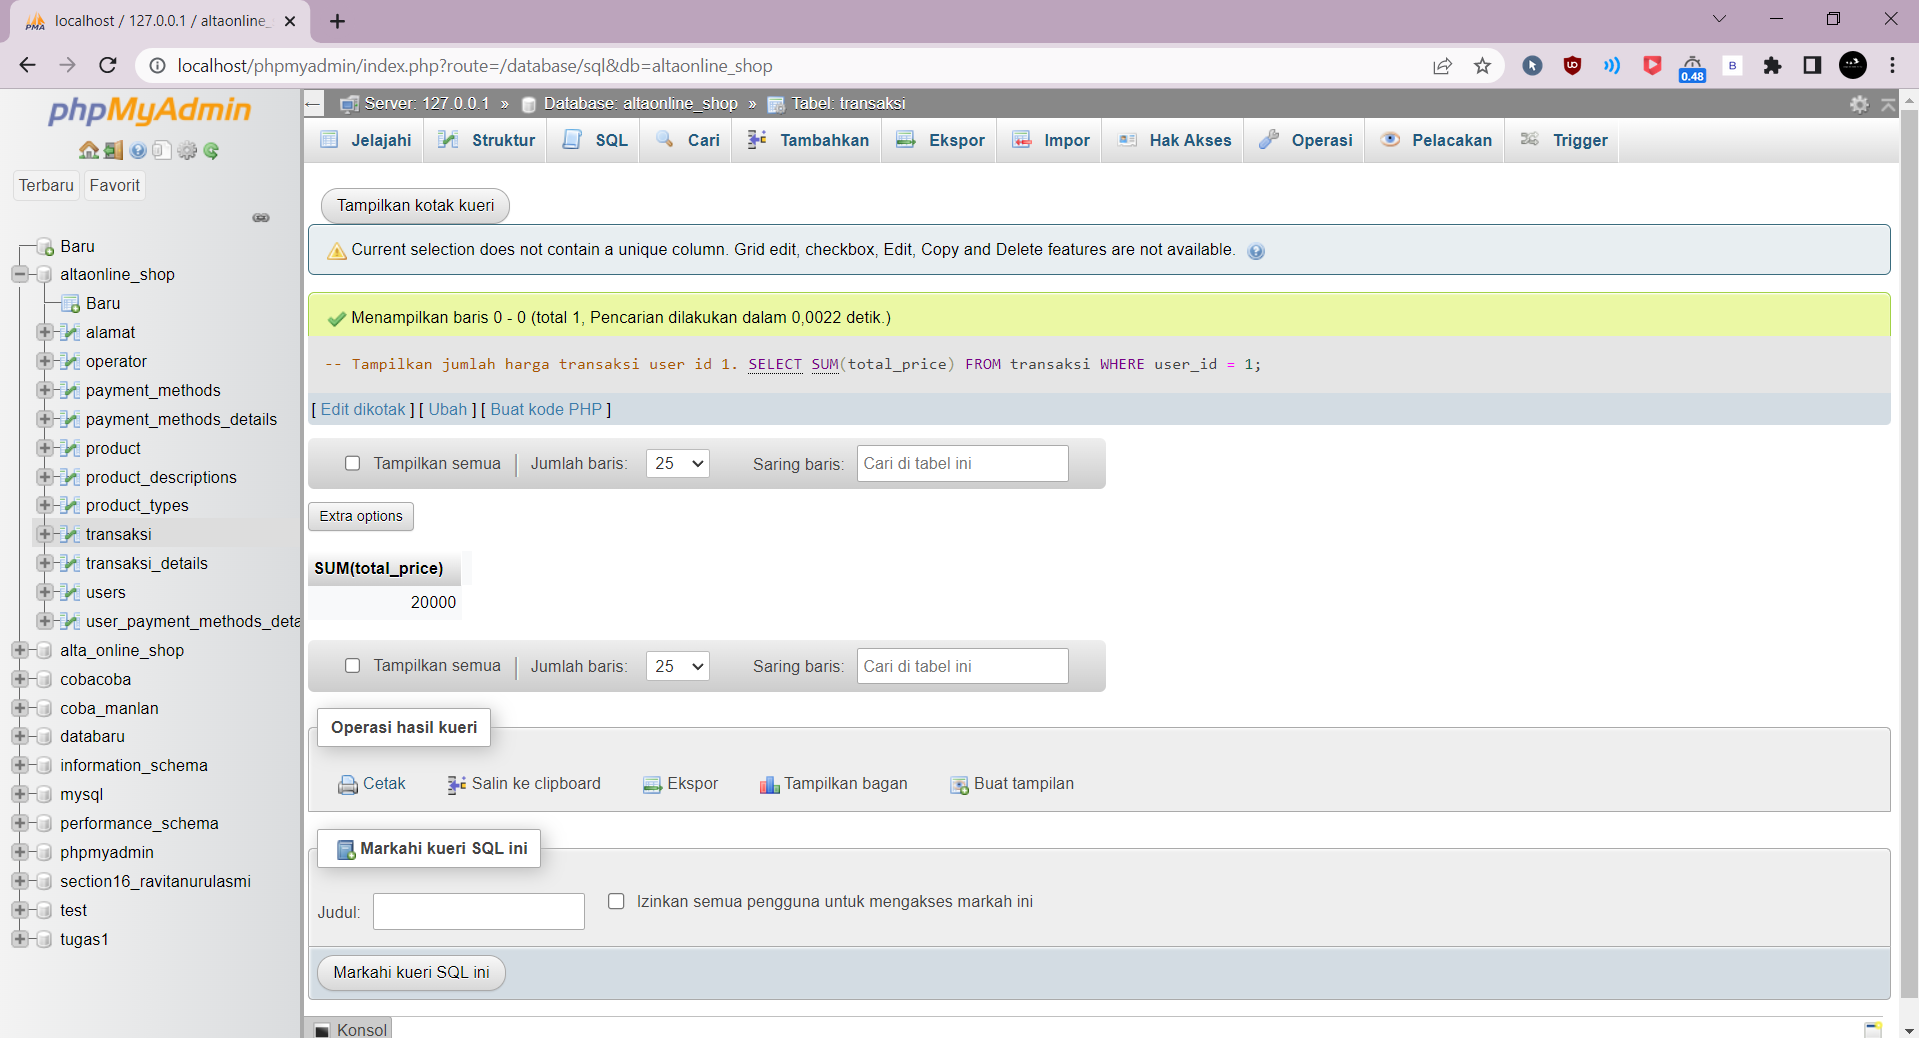 localhost / 127.0.0.1 / altaonline_
localhost/phpmyadmin/index.php?route=/database/sql&db=altaonline_shop
0.48
B
phpMyAdmin
Terbaru
Favorit
Baru
altaonline_shop
Baru
alamat
operator
payment_methods
payment_methods_details
product
product_descriptions
product_types
transaksi
transaksi_details
users
user_payment_methods_deta
alta_online_shop
cobacoba
coba_manlan
databaru
information_schema
mysql
performance_schema
phpmyadmin
section16_ravitanurulasmi
test
tugas1
Server: 127.0.0.1 » Database: altaonline_shop » Tabel: transaksi
Jelajahi Struktur SQL Cari Tambahkan Ekspor Impor Hak Akses Operasi Pelacakan Trigger
Tampilkan kotak kueri
Current selection does not contain a unique column. Grid edit, checkbox, Edit, Copy and Delete features are not available.
Menampilkan baris 0 - 0 (total 1, Pencarian dilakukan dalam 0,0022 detik.)
-- Tampilkan jumlah harga transaksi user id 1. SELECT SUM(total_price) FROM transaksi WHERE user_id = 1;
[ Edit dikotak ] [ Ubah ] [ Buat kode PHP ]
Tampilkan semua | Jumlah baris: 25 Saring baris: Cari di tabel ini
Extra options
SUM(total_price)
20000
Tampilkan semua | Jumlah baris: 25 Saring baris: Cari di tabel ini
Operasi hasil kueri
Cetak Salin ke clipboard Ekspor Tampilkan bagan Buat tampilan
Markahi kueri SQL ini
Judul: Izinkan semua pengguna untuk mengakses markah ini
Markahi kueri SQL ini
Konsol